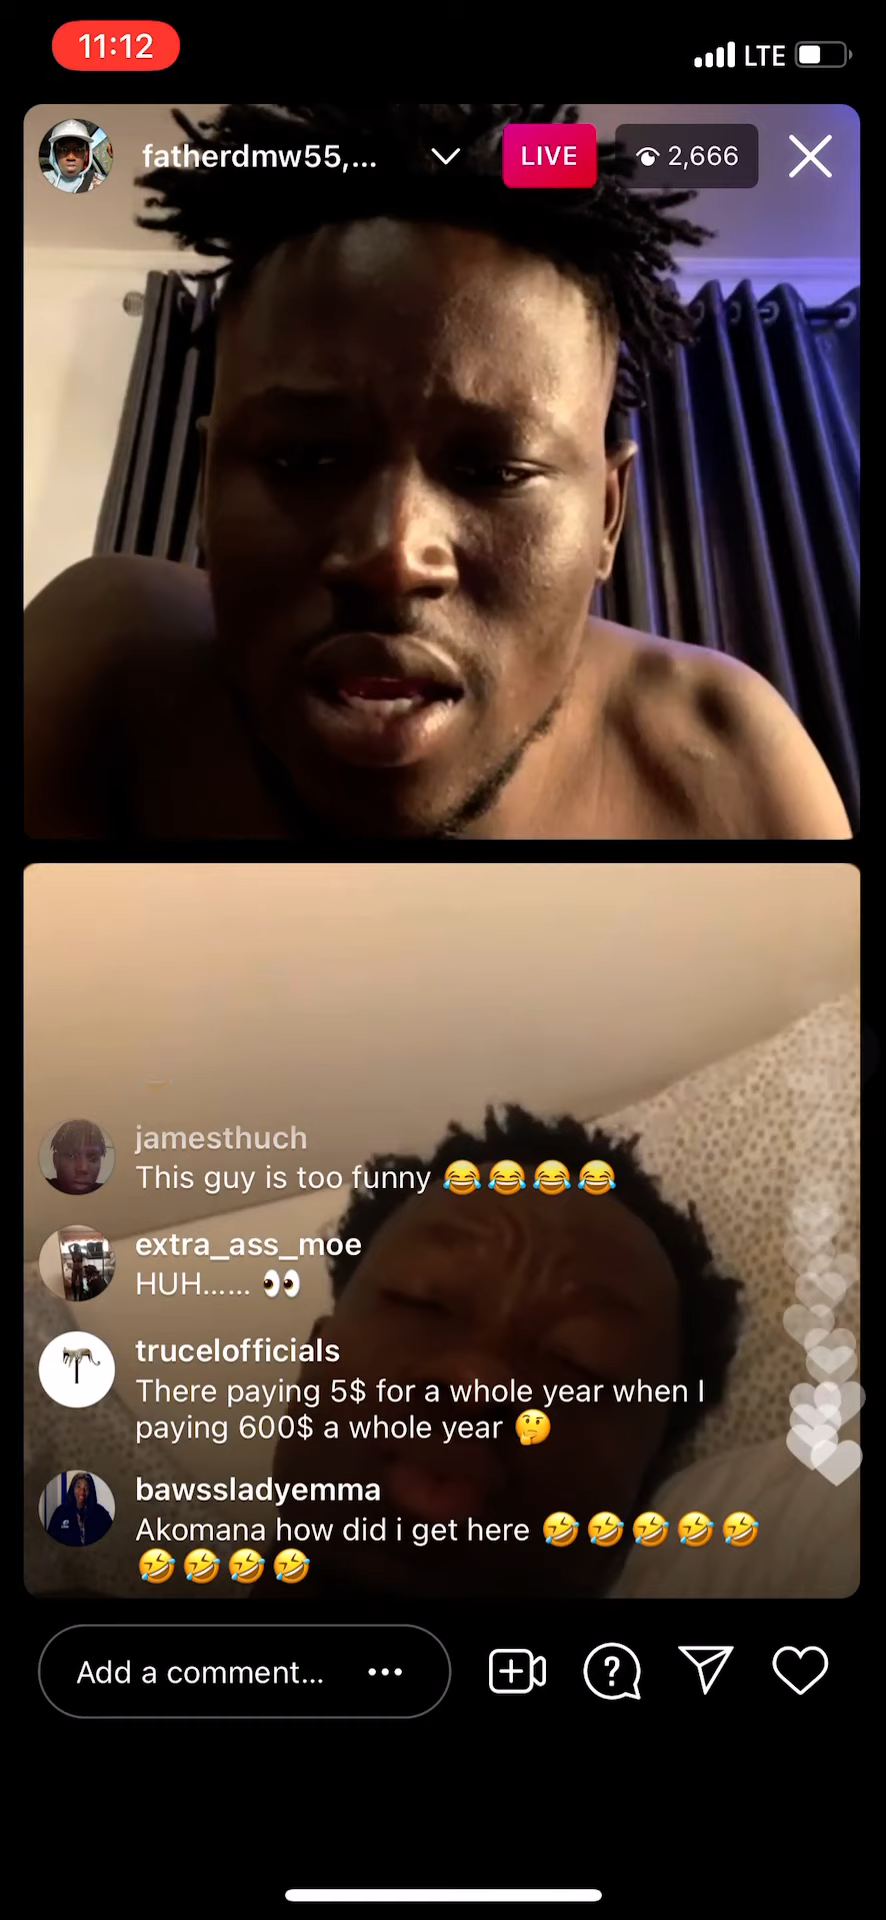 11:12
LTE
fatherdmw55,...
LIVE
2,666
jamesthuch
This guy is too funny 😂😂😂😂
extra_ass_moe
HUH...... 👀
trucelofficials
There paying 5$ for a whole year when I
paying 600$ a whole year 🤔
bawssladyemma
Akomana how did i get here 🤣🤣🤣🤣🤣
🤣🤣🤣🤣
Add a comment...